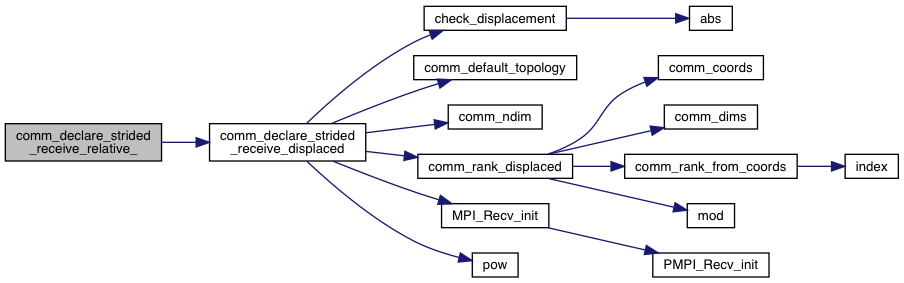 comm_declare_strided
_receive_relative_
comm_declare_strided
_receive_displaced
check_displacement
abs
comm_default_topology
comm_ndim
comm_rank_displaced
comm_coords
comm_dims
comm_rank_from_coords
index
mod
MPI_Recv_init
PMPI_Recv_init
pow